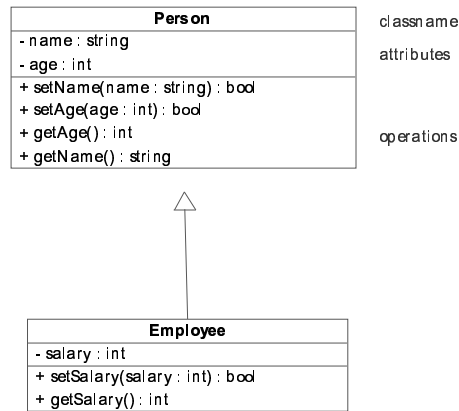 Person
classname
- name : string
attributes
- age : int
+ setName(name : string) : bool
+ setAge(age : int) : bool
+ getAge() : int
operations
+ getName() : string
Employee
- salary : int
+ setSalary(salary : int) : bool
+ getSalary() : int